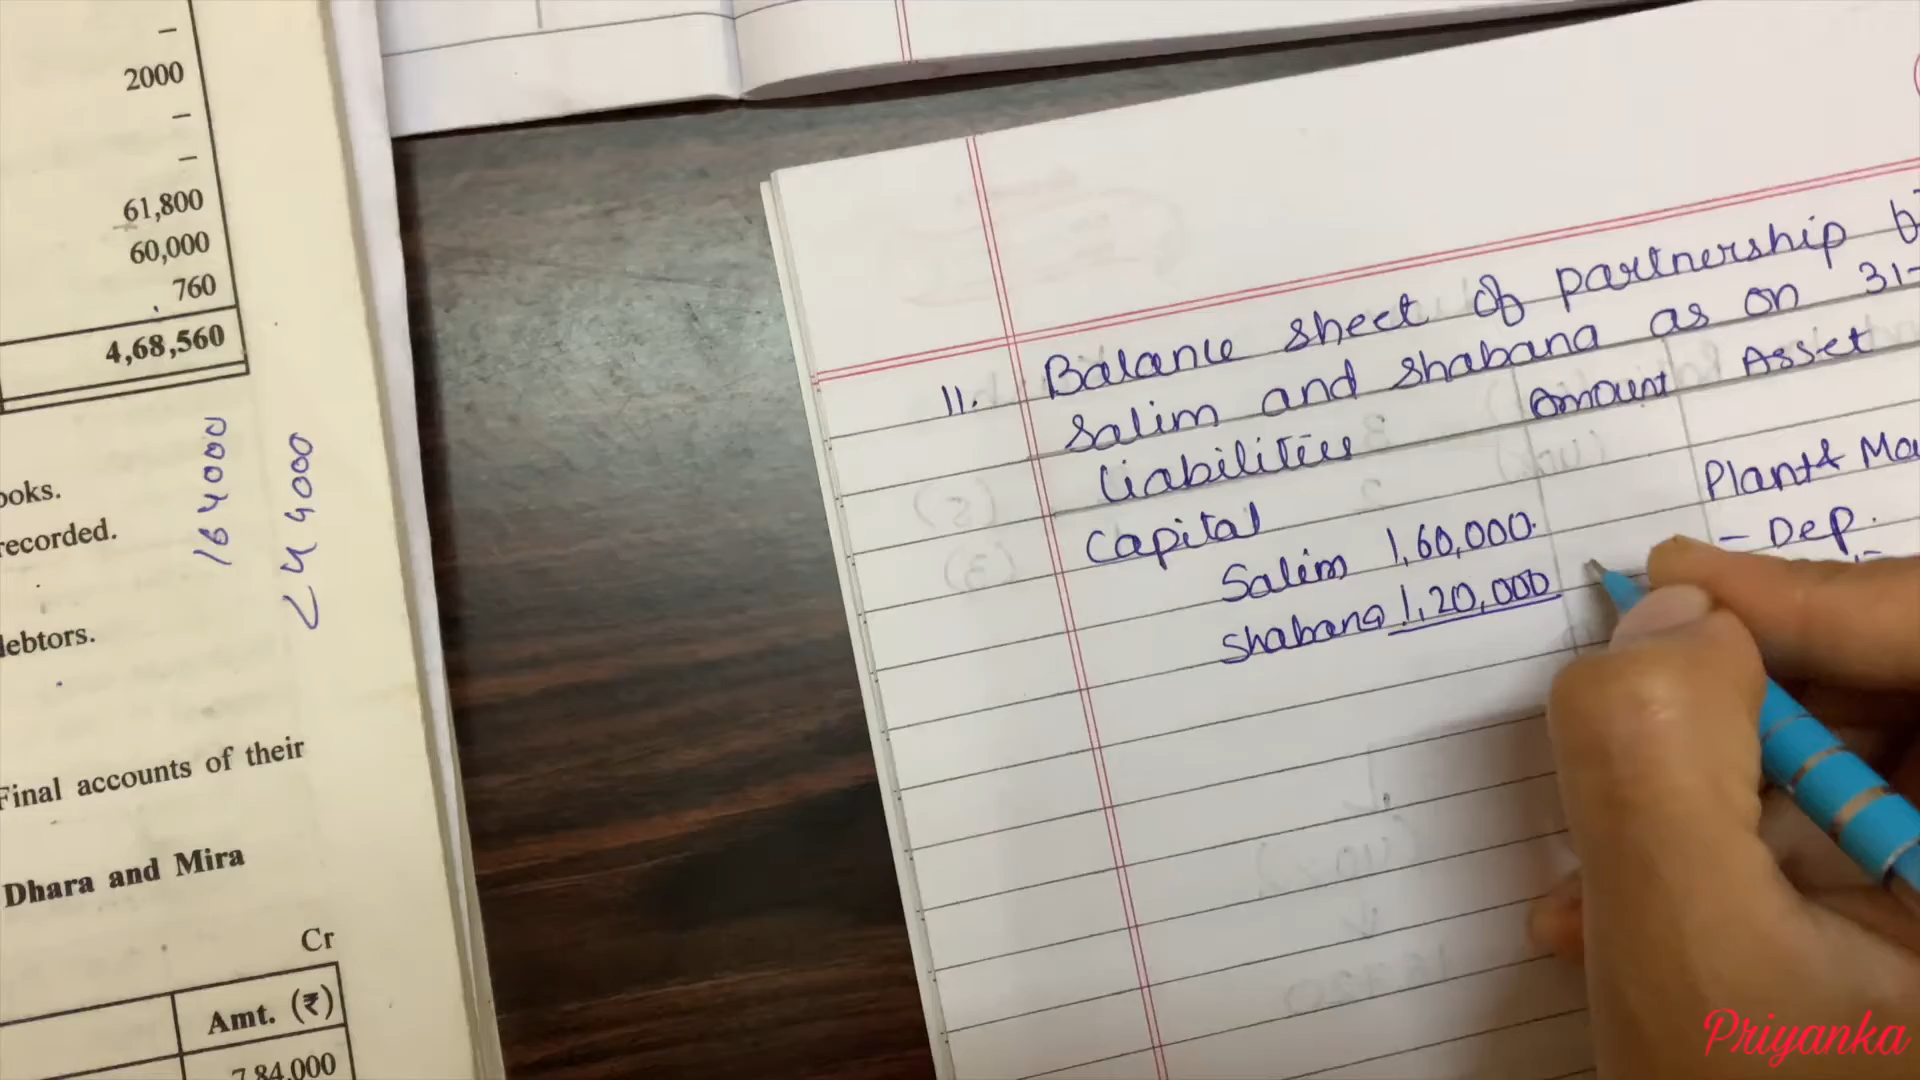 2000
61,800
60,000
760
4,68,560
164000
244000
ooks.
recorded.
debtors.
Final accounts of their
Dhara and Mira
Cr
Amt. (₹)
7,84,000
11. Balance sheet of partnership
Salim and Shabana as on 31-
Liabilities Amount Asset
Capital Plant &
Salim 1,60,000. - Dep.
Shabana 1,20,000
Priyanka